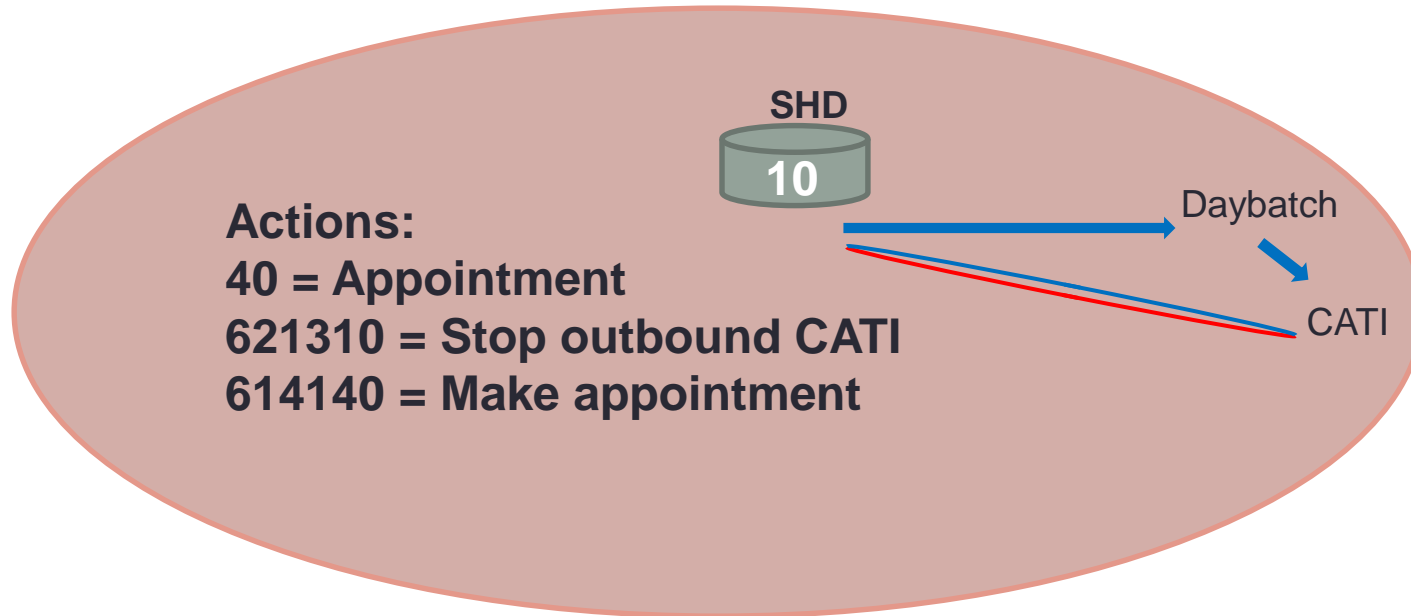 SHD
10
Daybatch
Actions:
40 = Appointment
621310 = Stop outbound CATI
CATI
614140 = Make appointment